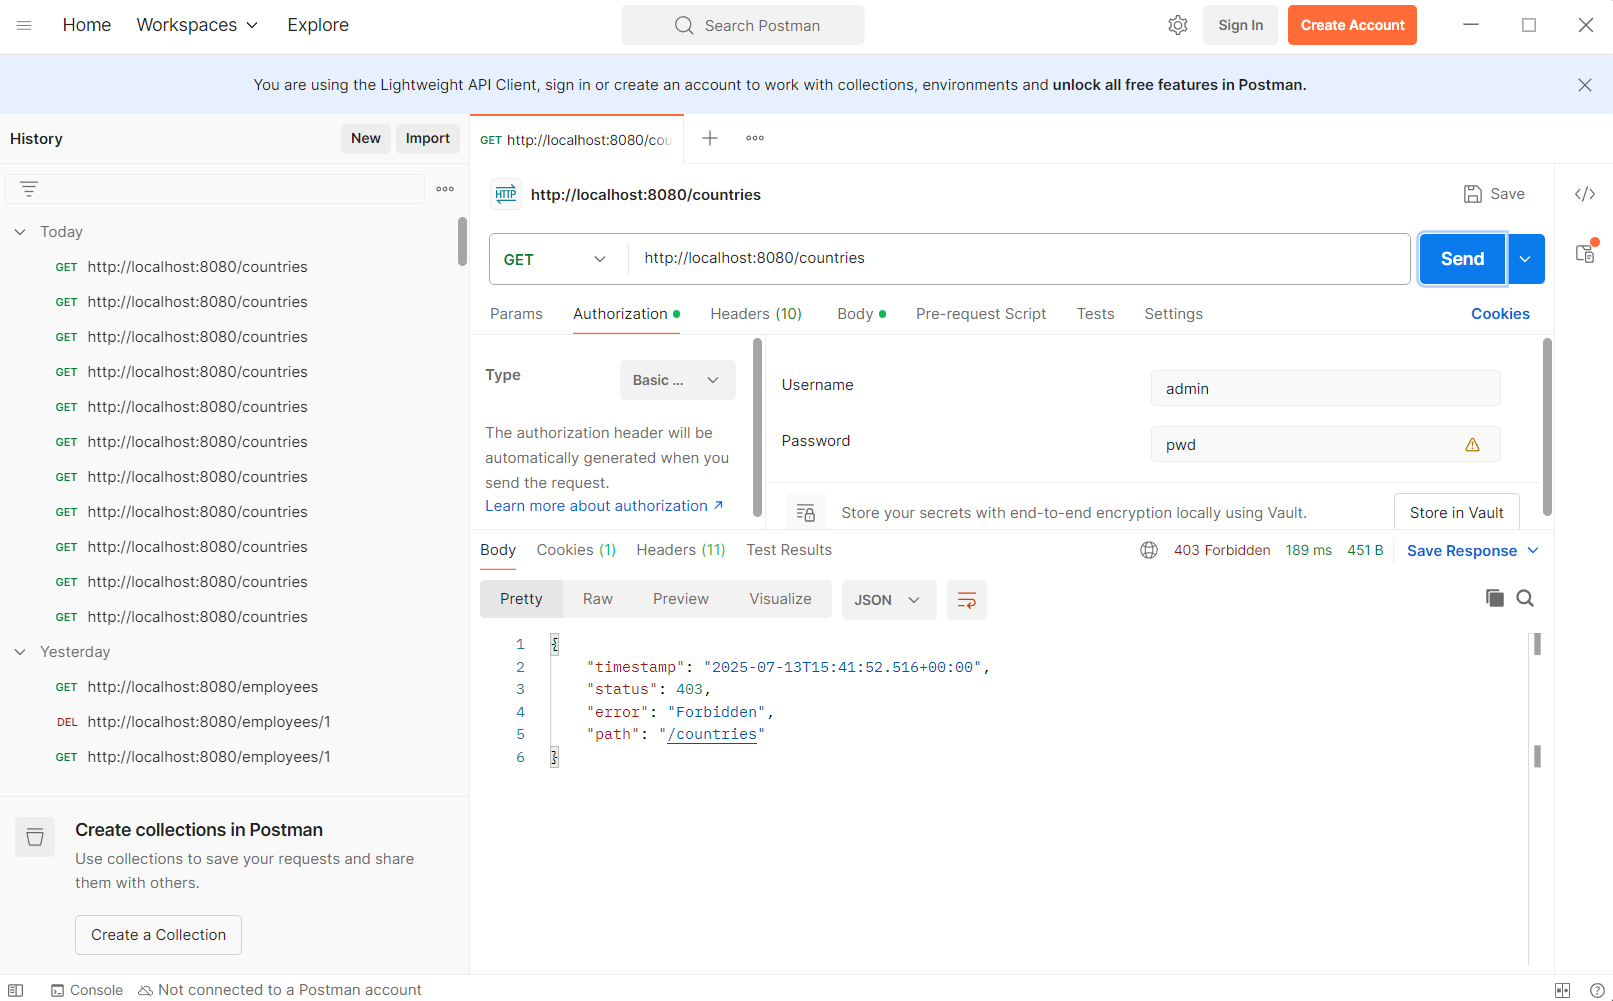 Home Workspaces Explore Search Postman Sign In Create Account
You are using the Lightweight API Client, sign in or create an account to work with collections, environments and unlock all free features in Postman.
History New Import
GET http://localhost:8080/cou
HTTP http://localhost:8080/countries Save
Today
GET http://localhost:8080/countries
GET http://localhost:8080/countries
GET http://localhost:8080/countries
GET http://localhost:8080/countries
GET http://localhost:8080/countries
GET http://localhost:8080/countries
GET http://localhost:8080/countries
GET http://localhost:8080/countries
GET http://localhost:8080/countries
GET http://localhost:8080/countries
GET http://localhost:8080/countries
Yesterday
GET http://localhost:8080/employees
DEL http://localhost:8080/employees/1
GET http://localhost:8080/employees/1
Create collections in Postman
Use collections to save your requests and share
them with others.
Create a Collection
GET http://localhost:8080/countries Send
Params Authorization Headers (10) Body Pre-request Script Tests Settings Cookies
Type Basic ...
The authorization header will be
automatically generated when you
send the request.
Learn more about authorization ↗
Username admin
Password pwd
Store your secrets with end-to-end encryption locally using Vault. Store in Vault
Body Cookies (1) Headers (11) Test Results 403 Forbidden 189 ms 451 B Save Response
Pretty Raw Preview Visualize JSON
1 {
2 "timestamp": "2025-07-13T15:41:52.516+00:00",
3 "status": 403,
4 "error": "Forbidden",
5 "path": "/countries"
6 }
Console Not connected to a Postman account